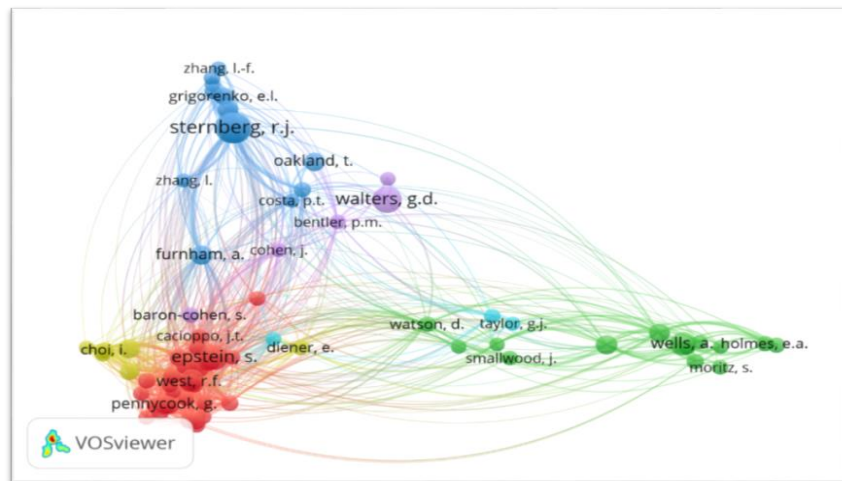 zhang, l.-f.
grigorenko, e.l.
sternberg, r.j.
oakland, t.
zhang, l.
costa, p.t.
walters, g.d.
bentler, p.m.
furnham, a.
cohen, j.
baron-cohen, s.
watson, d.
taylor, g.j.
cacioppo, j.t.
choi, i.
epstein, s.
diener, e.
wells, a.
holmes, e.a.
smallwood, j.
moritz, s.
west, r.f.
pennycook, g.
VOSviewer